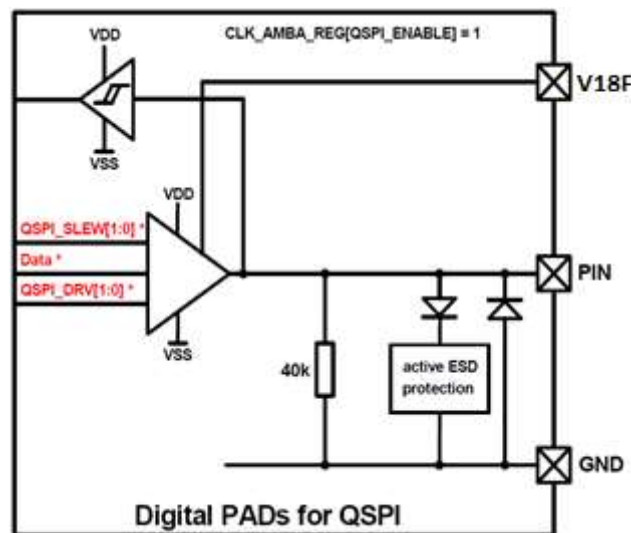 VDD
CLK_AMBA_REG[QSPI_ENABLE] = 1
V18F
VSS
VDD
QSPI_SLEW[1:0] *
Data *
QSPI_DRV[1:0] *
PIN
VSS
40k
active ESD
protection
GND
Digital PADs for QSPI